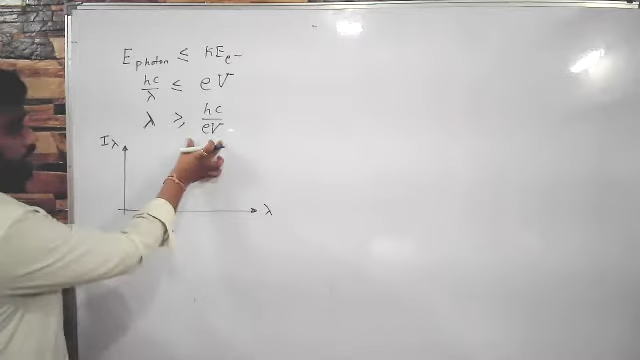 E photon ≤ KE e-
hc/λ ≤ eV
λ ≥ hc/eV
Iλ
λ